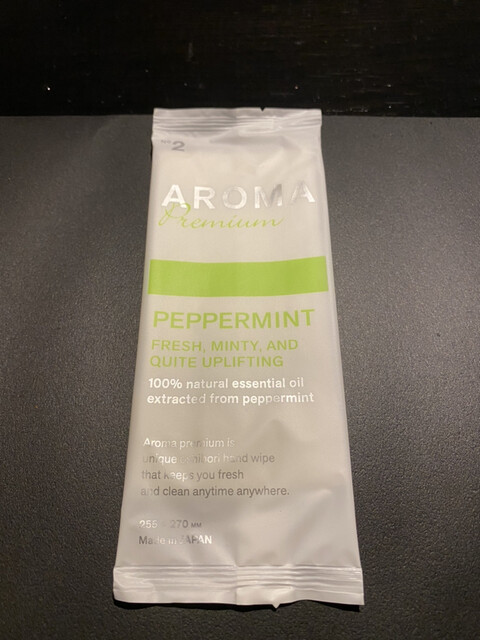 No 2
AROMA
Premium
PEPPERMINT
FRESH, MINTY, AND
QUITE UPLIFTING
100% natural essential oil
extracted from peppermint
Aroma premium is
unique hand wipe
that keeps you fresh
and clean anytime anywhere.
255 270 MM
Made in JAPAN